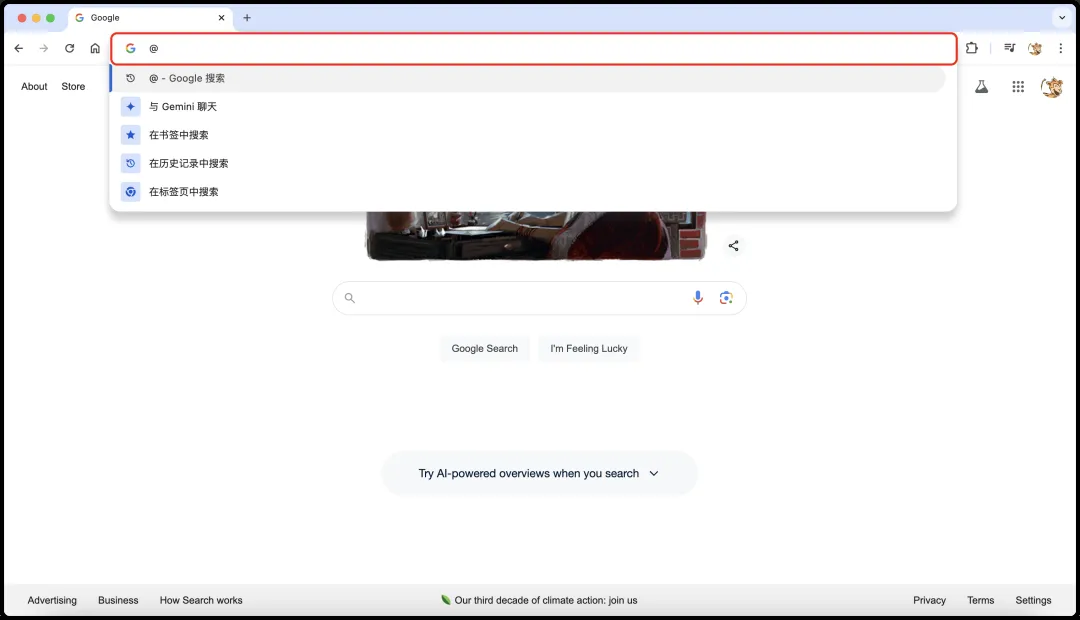 Google
@
@ - Google 搜索
与 Gemini 聊天
在书签中搜索
在历史记录中搜索
在标签页中搜索
About
Store
Google Search
I'm Feeling Lucky
Try AI-powered overviews when you search
Advertising
Business
How Search works
Our third decade of climate action: join us
Privacy
Terms
Settings